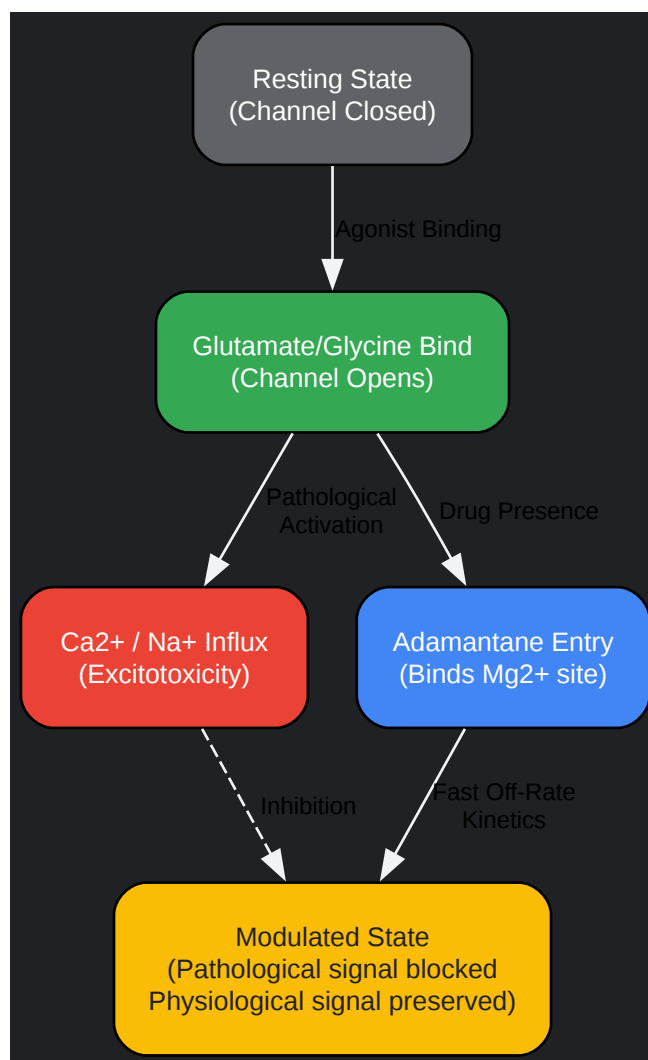 Resting State
(Channel Closed)
Agonist Binding
Glutamate/Glycine Bind
(Channel Opens)
Pathological
Activation
Drug Presence
Ca2+ / Na+ Influx
(Excitotoxicity)
Adamantane Entry
(Binds Mg2+ site)
Inhibition
Fast Off-Rate
Kinetics
Modulated State
(Pathological signal blocked
Physiological signal preserved)